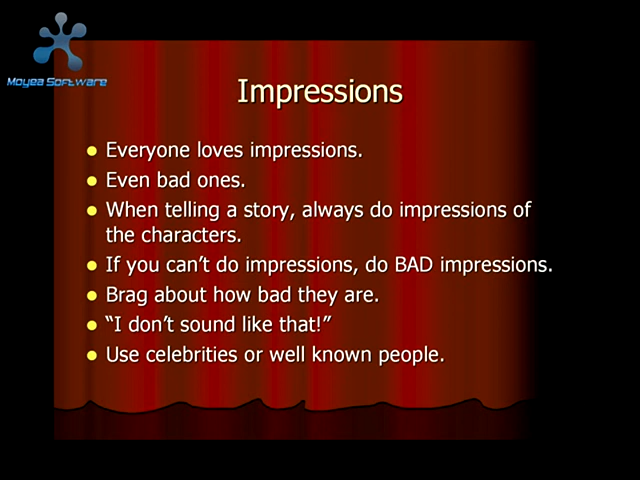 Moyea Software
Impressions
Everyone loves impressions.
Even bad ones.
When telling a story, always do impressions of
the characters.
If you can’t do impressions, do BAD impressions.
Brag about how bad they are.
“I don’t sound like that!”
Use celebrities or well known people.